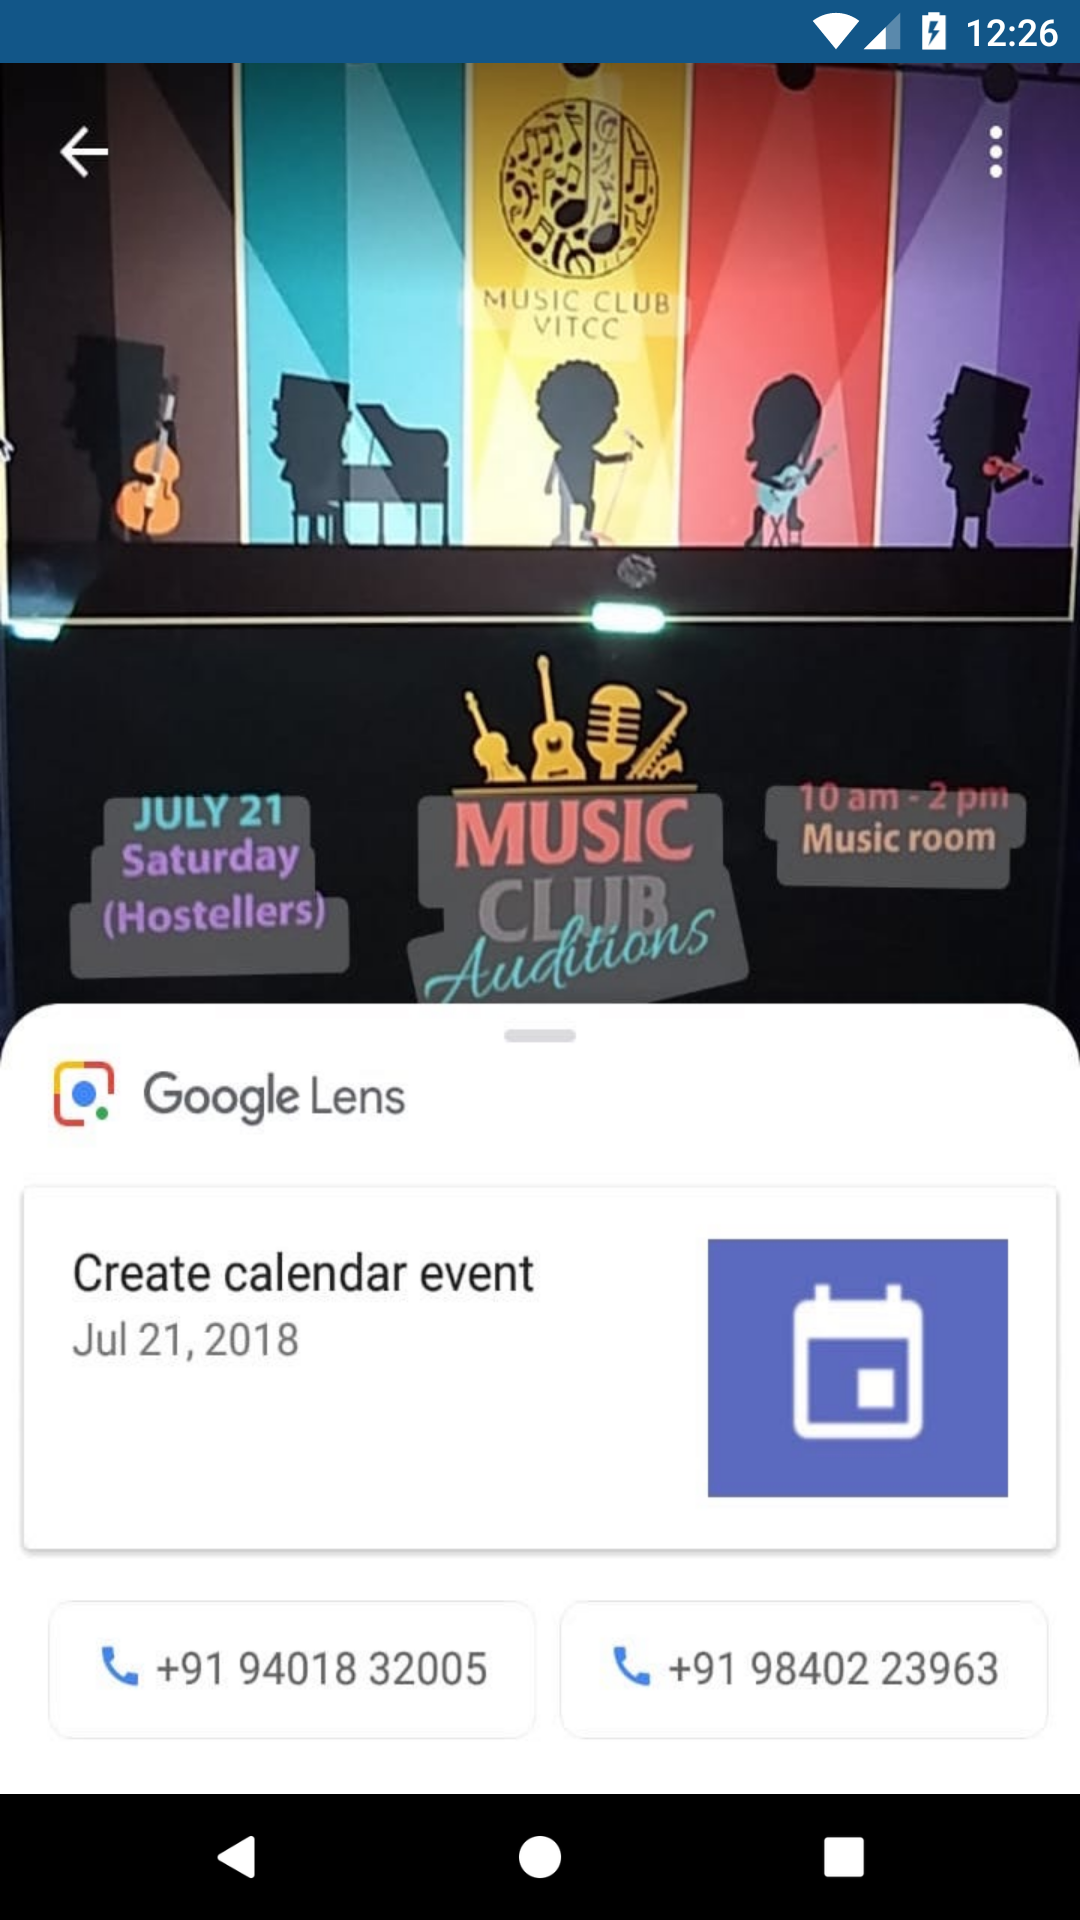 12:26
MUSIC CLUB
VITCC
JULY 21
Saturday
(Hostellers)
MUSIC
CLUB
Auditions
10 am - 2 pm
Music room
Google Lens
Create calendar event
Jul 21, 2018
+91 94018 32005
+91 98402 23963